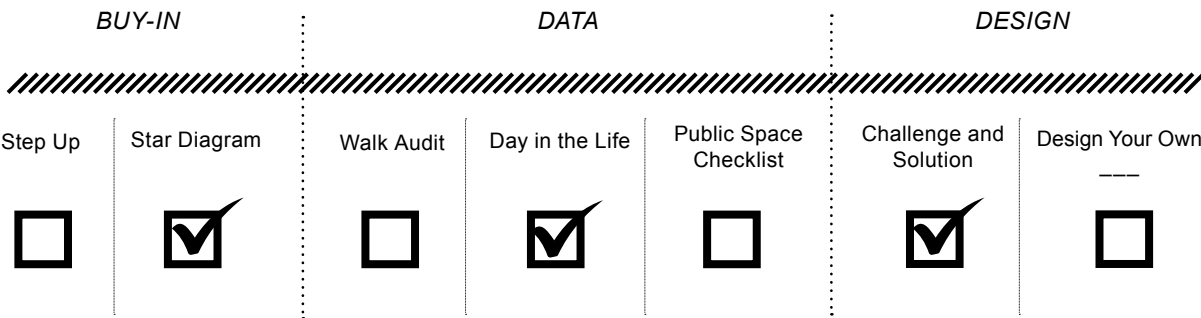 BUY-IN
DATA
DESIGN
Step Up
Star Diagram
Walk Audit
Day in the Life
Public Space
Checklist
Challenge and
Solution
Design Your Own
___